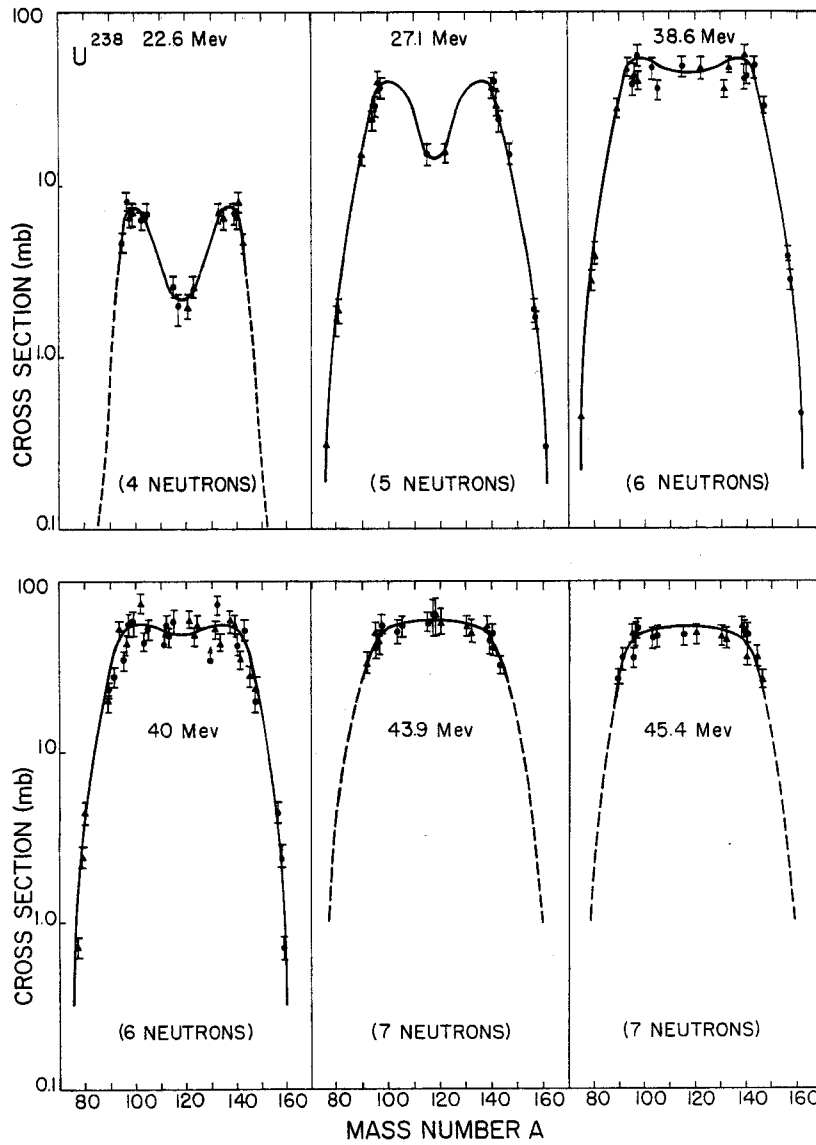 U 238 22.6 Mev
27.1 Mev
38.6 Mev
100
10
1.0
0.1
CROSS SECTION (mb)
(4 NEUTRONS)
(5 NEUTRONS)
(6 NEUTRONS)
100
10
1.0
0.1
CROSS SECTION (mb)
40 Mev
43.9 Mev
45.4 Mev
(6 NEUTRONS)
(7 NEUTRONS)
(7 NEUTRONS)
80 100 120 140 160 80 100 120 140 160 80 100 120 140 160
MASS NUMBER A